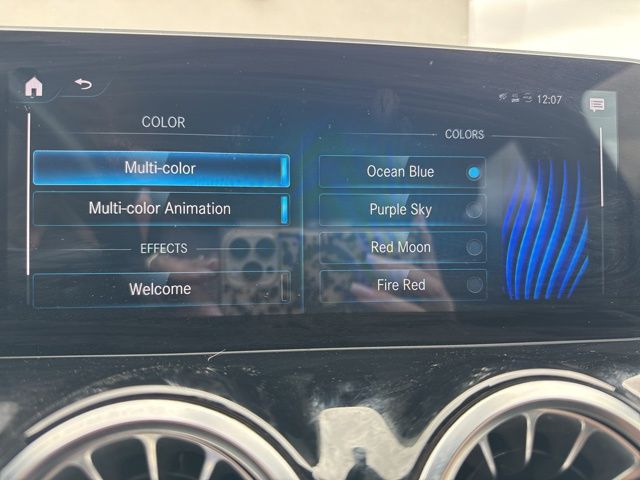 12:07
COLOR
Multi-color
Multi-color Animation
EFFECTS
Welcome
COLORS
Ocean Blue
Purple Sky
Red Moon
Fire Red